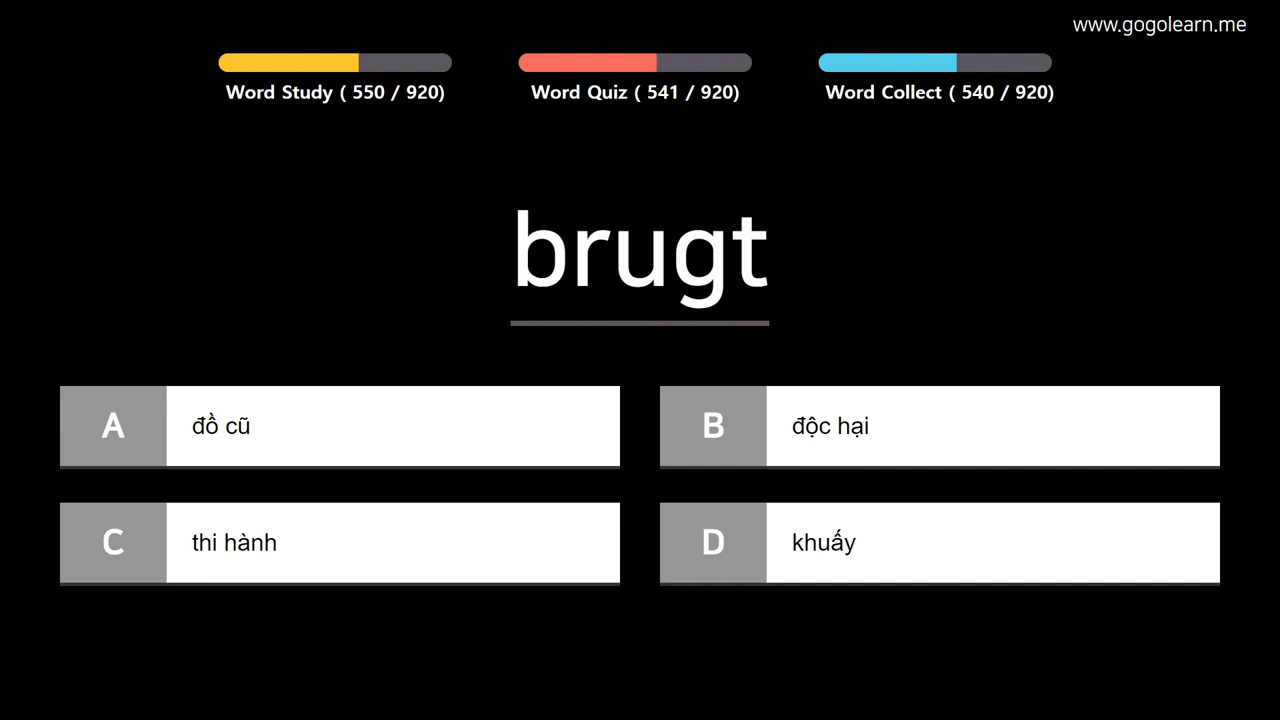 www.gogolearn.me
Word Study ( 550 / 920)
Word Quiz ( 541 / 920)
Word Collect ( 540 / 920)
brugt
A
đồ cũ
B
độc hại
C
thi hành
D
khuấy